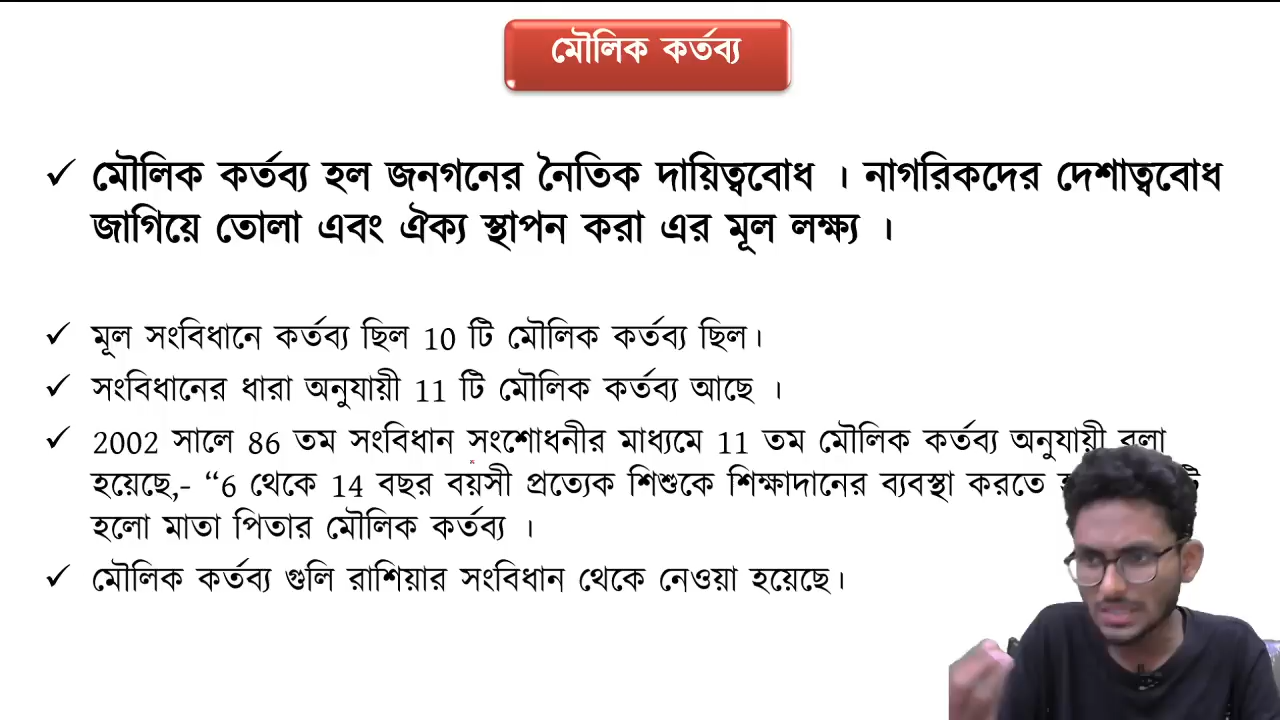 মৌলিক কর্তব্য
✓ মৌলিক কর্তব্য হল জনগনের নৈতিক দায়িত্ববোধ । নাগরিকদের দেশাত্ববোধ
জাগিয়ে তোলা এবং ঐক্য স্থাপন করা এর মূল লক্ষ্য ।
✓ মূল সংবিধানে কর্তব্য ছিল 10 টি মৌলিক কর্তব্য ছিল।
✓ সংবিধানের ধারা অনুযায়ী 11 টি মৌলিক কর্তব্য আছে ।
✓ 2002 সালে 86 তম সংবিধান সংশোধনীর মাধ্যমে 11 তম মৌলিক কর্তব্য অনুযায়ী বলা
হয়েছে,- “6 থেকে 14 বছর বয়সী প্রত্যেক শিশুকে শিক্ষাদানের ব্যবস্থা করতে
হলো মাতা পিতার মৌলিক কর্তব্য ।
✓ মৌলিক কর্তব্য গুলি রাশিয়ার সংবিধান থেকে নেওয়া হয়েছে।